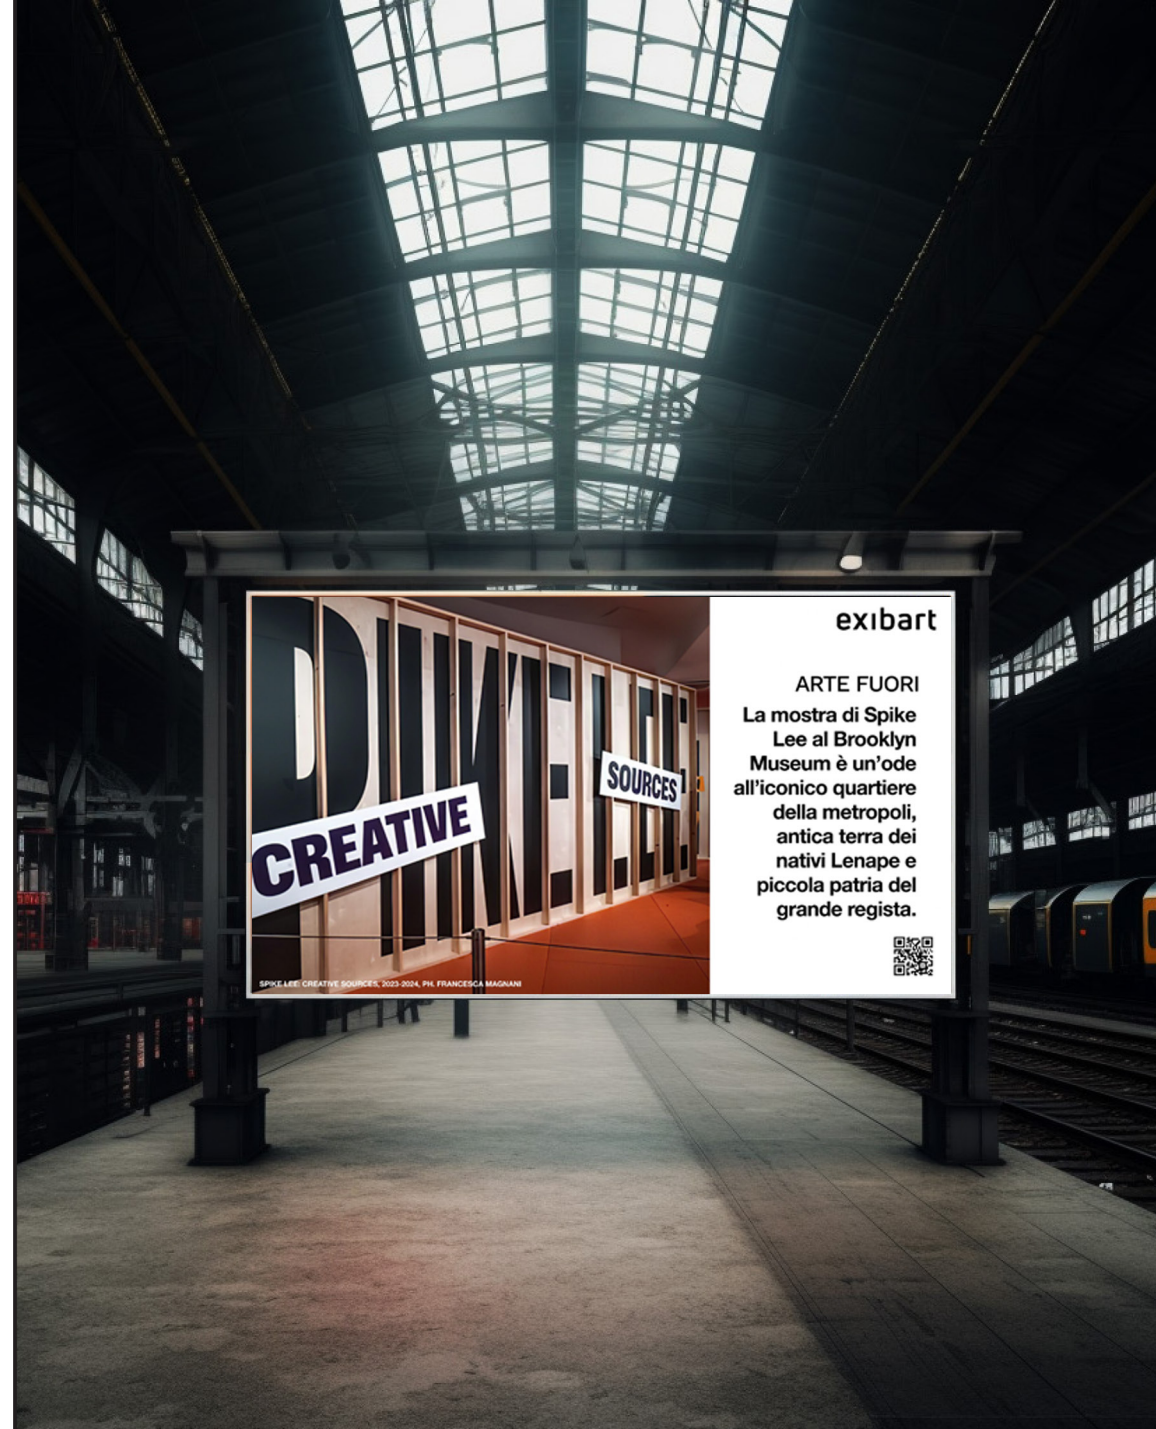 PIKE LEE:
CREATIVE
SOURCES
SPIKE LEE: CREATIVE SOURCES, 2023-2024, PH. FRANCESCA MAGNANI
exibart
ARTE FUORI
La mostra di Spike
Lee al Brooklyn
Museum è un’ode
all’iconico quartiere
della metropoli,
antica terra dei
nativi Lenape e
piccola patria del
grande regista.